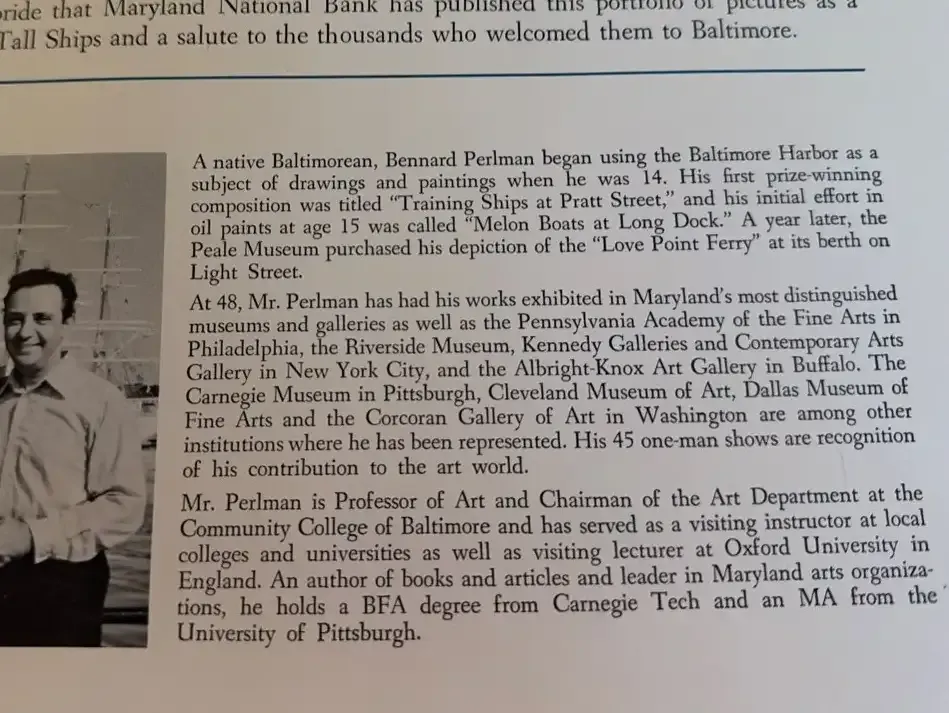 pride that Maryland National Bank has published this portfolio of pictures as a
Tall Ships and a salute to the thousands who welcomed them to Baltimore.
A native Baltimorean, Bennard Perlman began using the Baltimore Harbor as a
subject of drawings and paintings when he was 14. His first prize-winning
composition was titled “Training Ships at Pratt Street,” and his initial effort in
oil paints at age 15 was called “Melon Boats at Long Dock.” A year later, the
Peale Museum purchased his depiction of the “Love Point Ferry” at its berth on
Light Street.
At 48, Mr. Perlman has had his works exhibited in Maryland’s most distinguished
museums and galleries as well as the Pennsylvania Academy of the Fine Arts in
Philadelphia, the Riverside Museum, Kennedy Galleries and Contemporary Arts
Gallery in New York City, and the Albright-Knox Art Gallery in Buffalo. The
Carnegie Museum in Pittsburgh, Cleveland Museum of Art, Dallas Museum of
Fine Arts and the Corcoran Gallery of Art in Washington are among other
institutions where he has been represented. His 45 one-man shows are recognition
of his contribution to the art world.
Mr. Perlman is Professor of Art and Chairman of the Art Department at the
Community College of Baltimore and has served as a visiting instructor at local
colleges and universities as well as visiting lecturer at Oxford University in
England. An author of books and articles and leader in Maryland arts organiza-
tions, he holds a BFA degree from Carnegie Tech and an MA from the
University of Pittsburgh.